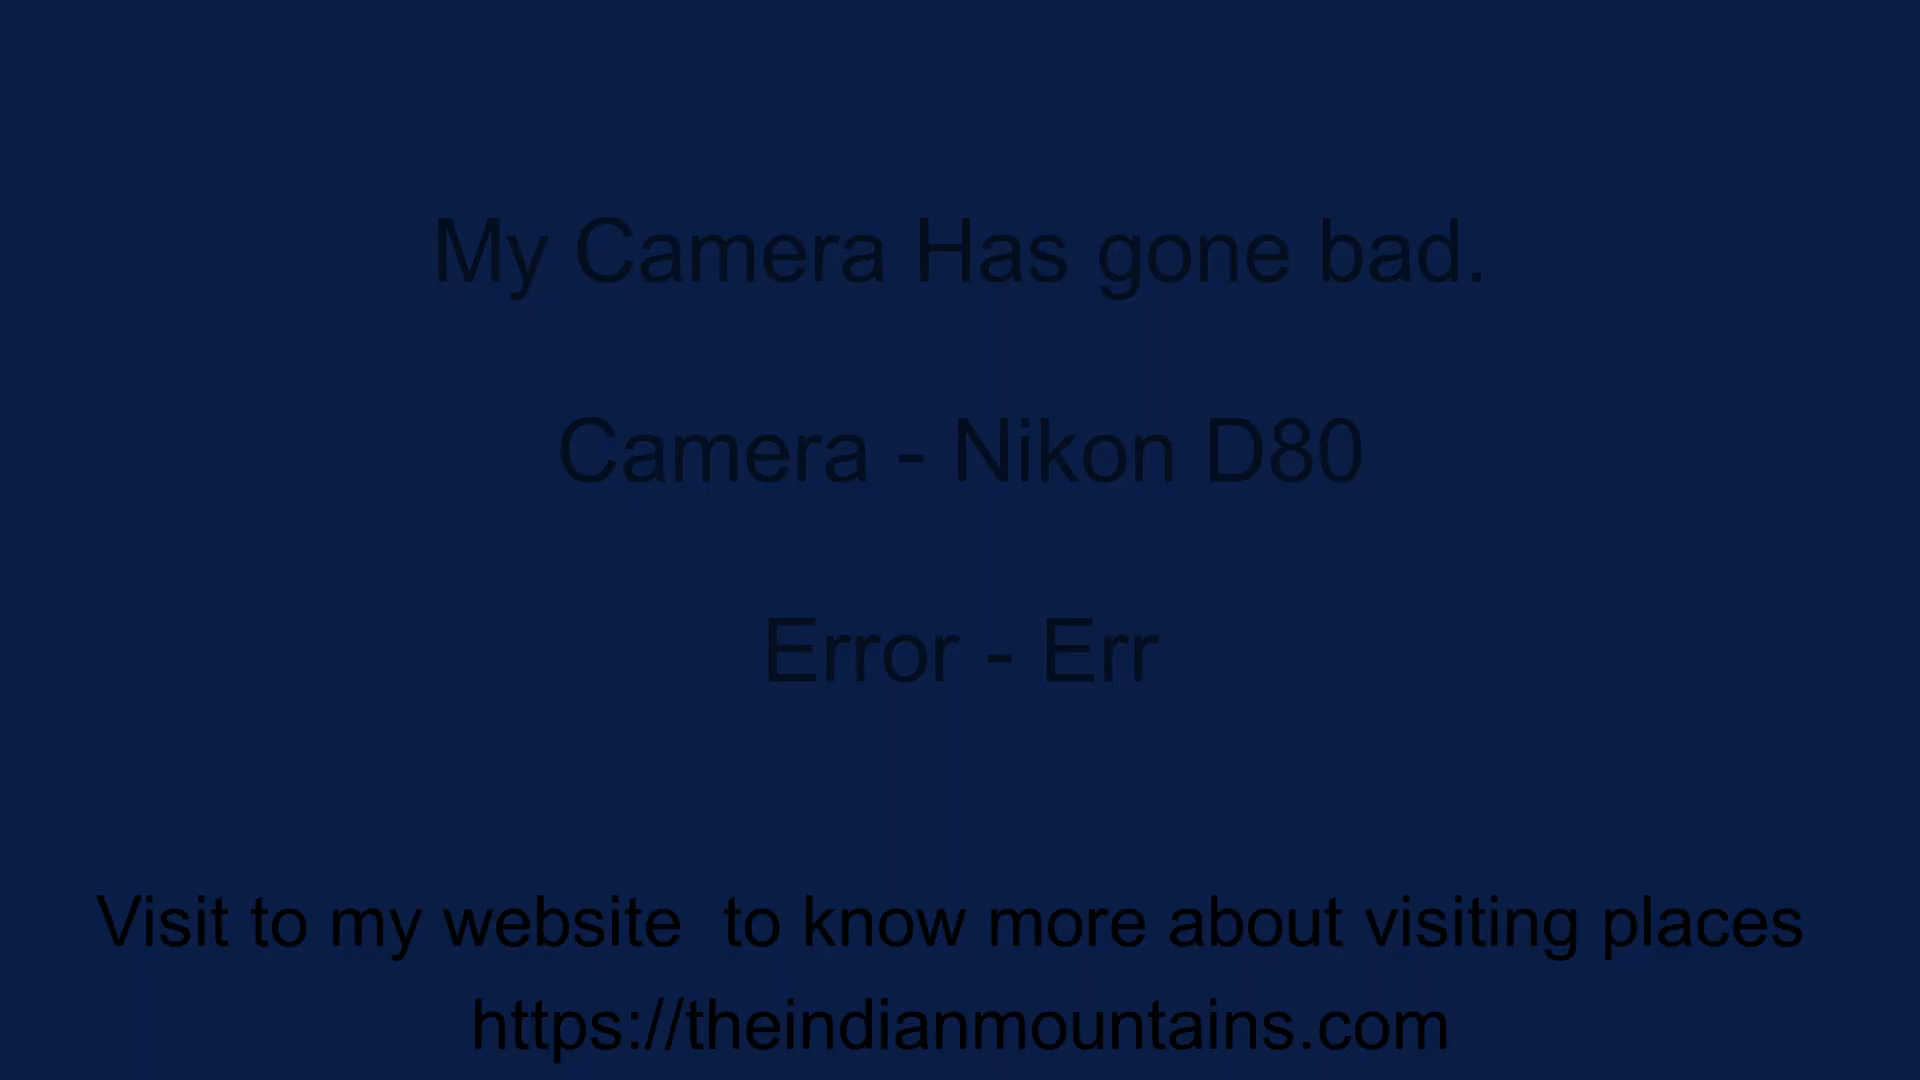 My Camera Has gone bad.
Camera - Nikon D80
Error - Err
Visit to my website  to know more about visiting places
https://theindianmountains.com